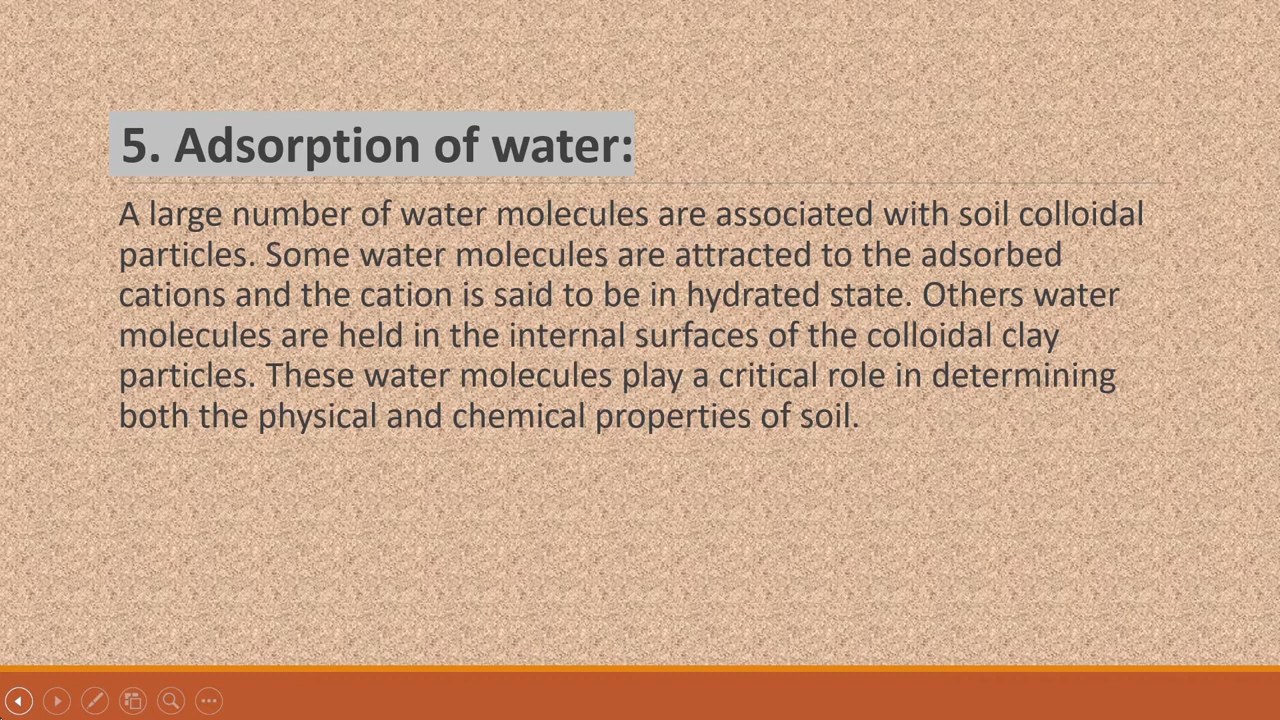 5. Adsorption of water:
A large number of water molecules are associated with soil colloidal
particles. Some water molecules are attracted to the adsorbed
cations and the cation is said to be in hydrated state. Others water
molecules are held in the internal surfaces of the colloidal clay
particles. These water molecules play a critical role in determining
both the physical and chemical properties of soil.